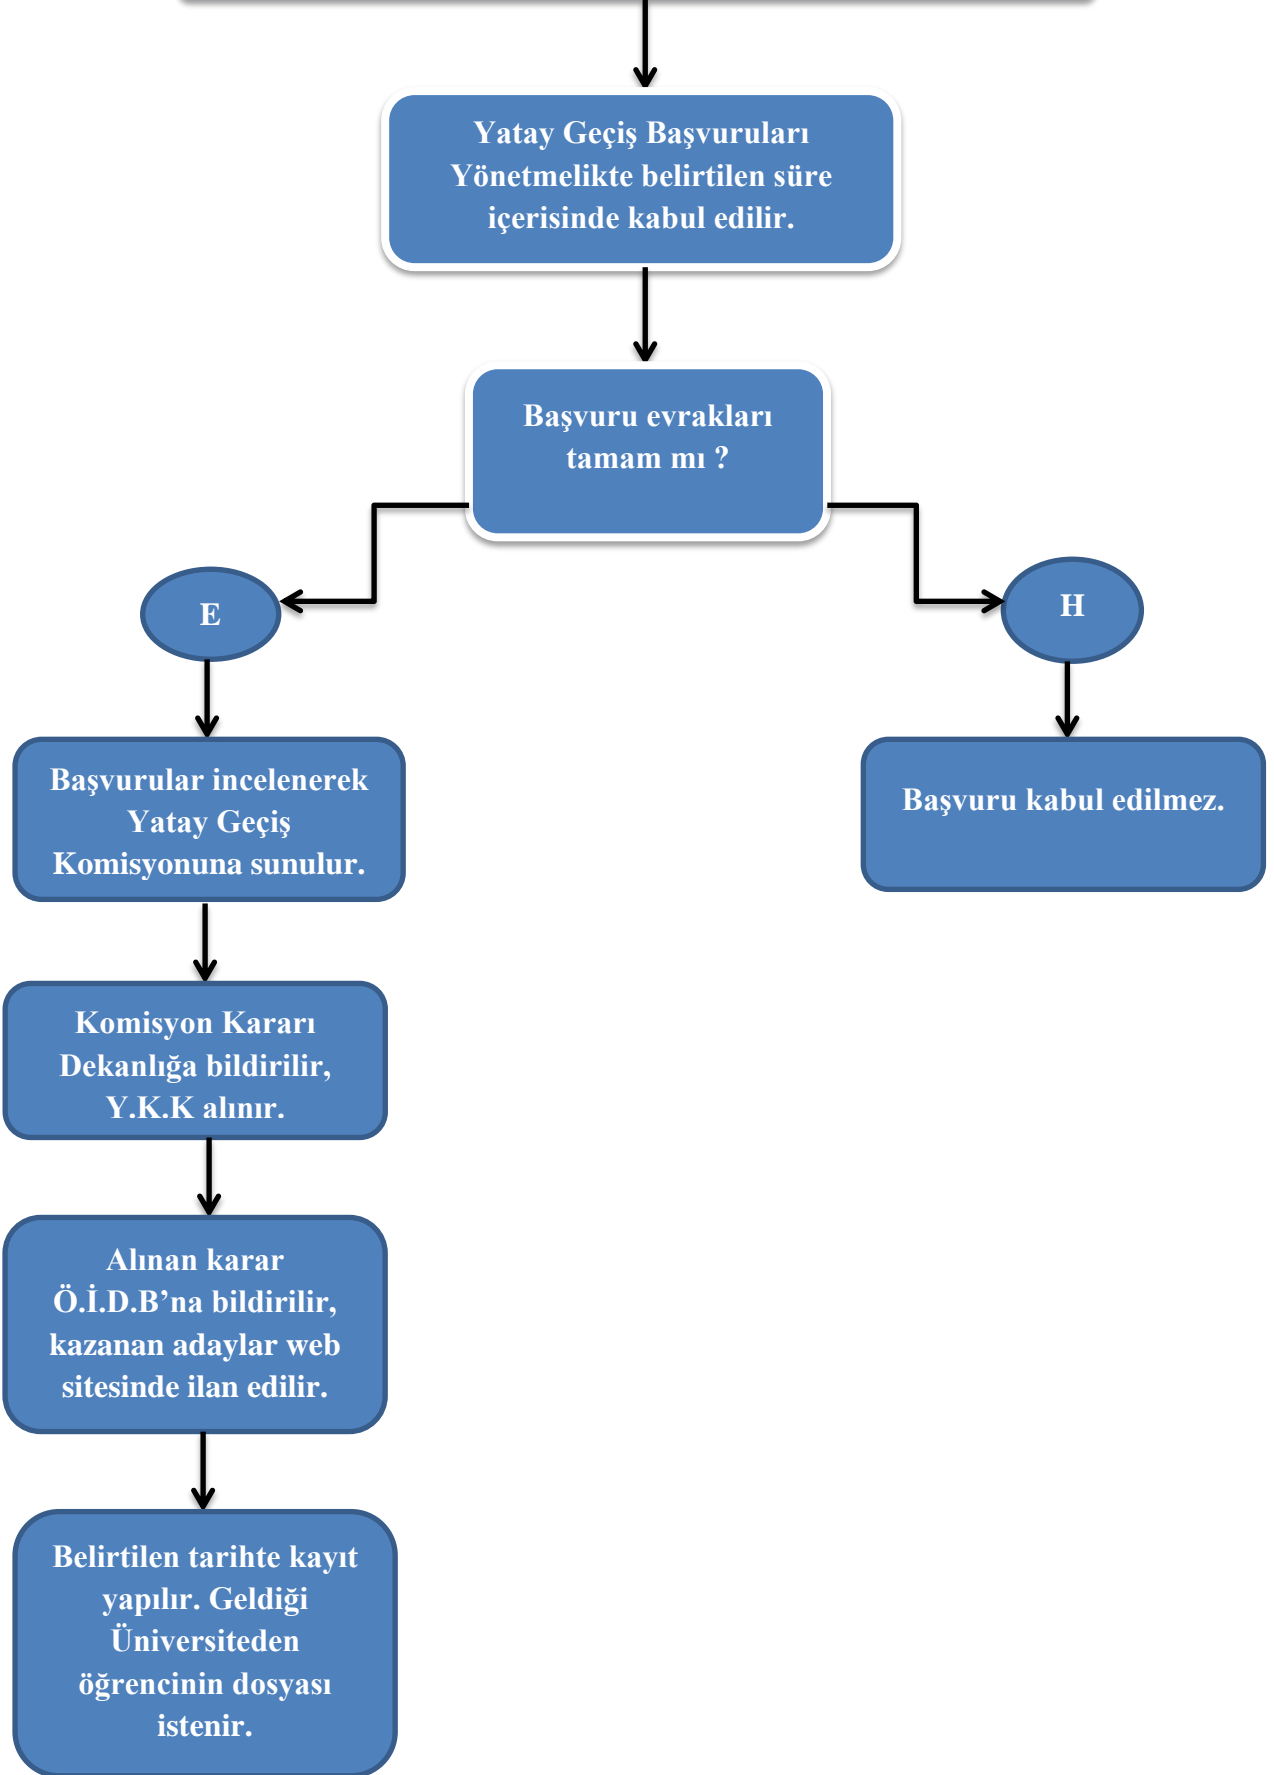 Yatay Geçiş Başvuruları
Yönetmelikte belirtilen süre
içerisinde kabul edilir.
Başvuru evrakları
tamam mı ?
E
H
Başvurular incelenerek
Yatay Geçiş
Komisyonuna sunulur.
Başvuru kabul edilmez.
Komisyon Kararı
Dekanlığa bildirilir,
Y.K.K alınır.
Alınan karar
Ö.İ.D.B’na bildirilir,
kazanan adaylar web
sitesinde ilan edilir.
Belirtilen tarihte kayıt
yapılır. Geldiği
Üniversiteden
öğrencinin dosyası
istenir.